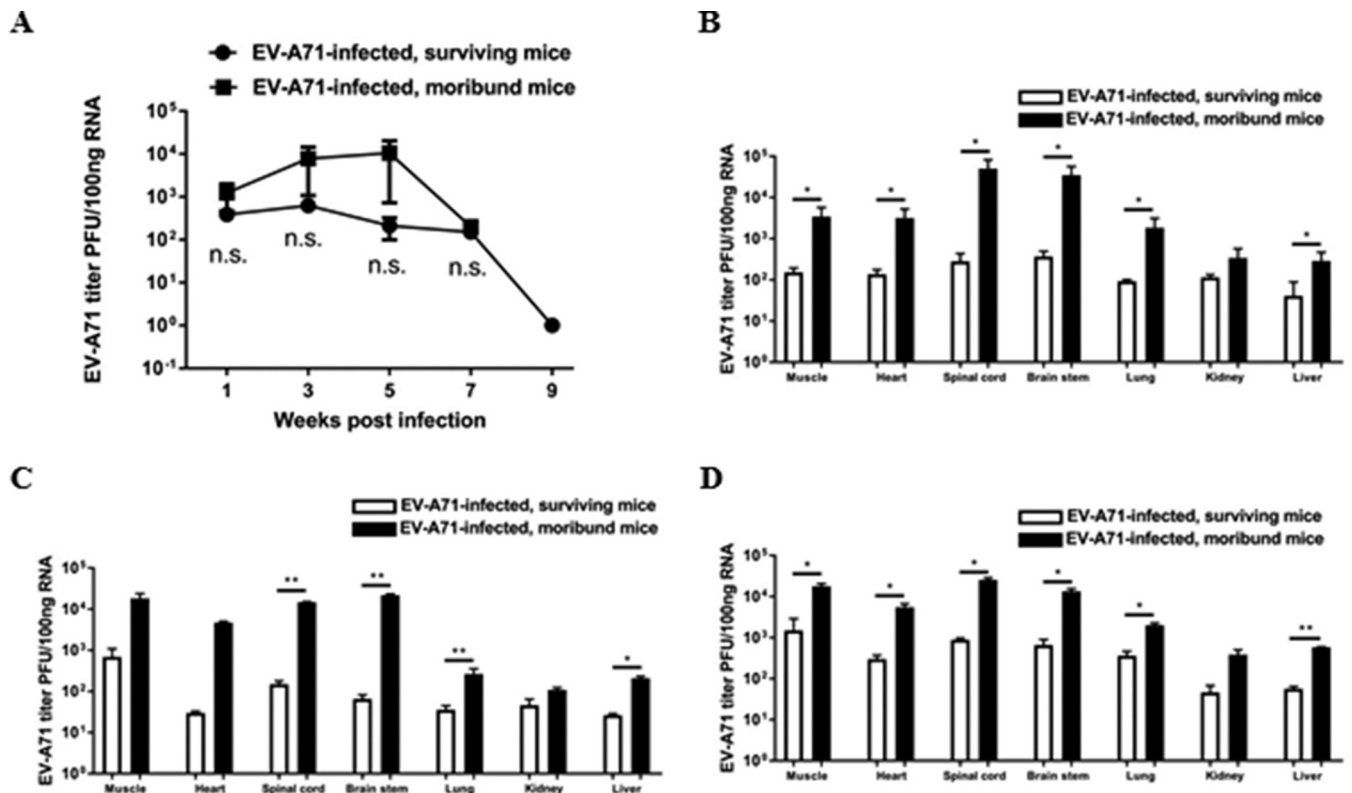 A
EV-A71-infected, surviving mice
EV-A71-infected, moribund mice
EV-A71 titer PFU/100ng RNA
10⁵
10⁴
10³
10²
10¹
10⁰
10⁻¹
n.s.
n.s.
n.s.
n.s.
1 3 5 7 9
Weeks post infection
B
EV-A71-infected, surviving mice
EV-A71-infected, moribund mice
EV-A71 titer PFU/100ng RNA
10⁵
10⁴
10³
10²
10¹
10⁰
* * * * * *
Muscle Heart Spinal cord Brain stem Lung Kidney Liver
C
EV-A71-infected, surviving mice
EV-A71-infected, moribund mice
EV-A71 titer PFU/100ng RNA
10⁵
10⁴
10³
10²
10¹
10⁰
** ** ** *
Muscle Heart Spinal cord Brain stem Lung Kidney Liver
D
EV-A71-infected, surviving mice
EV-A71-infected, moribund mice
EV-A71 titer PFU/100ng RNA
10⁵
10⁴
10³
10²
10¹
10⁰
* * * * * **
Muscle Heart Spinal cord Brain stem Lung Kidney Liver